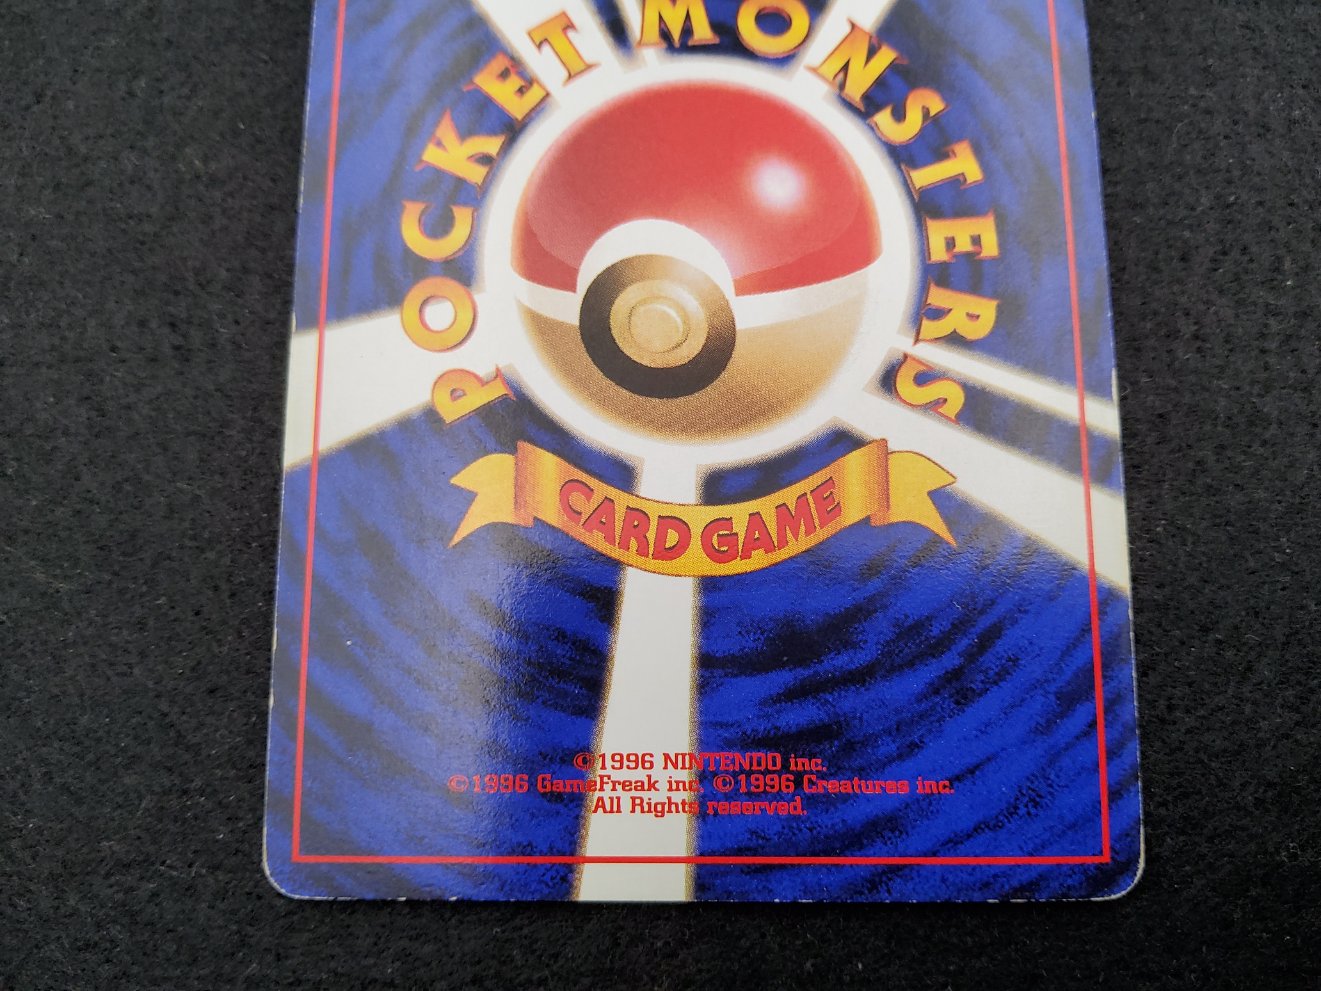 POCKET MONSTERS
CARD GAME
©1996 NINTENDO inc.
©1996 GameFreak inc. ©1996 Creatures inc.
All Rights reserved.